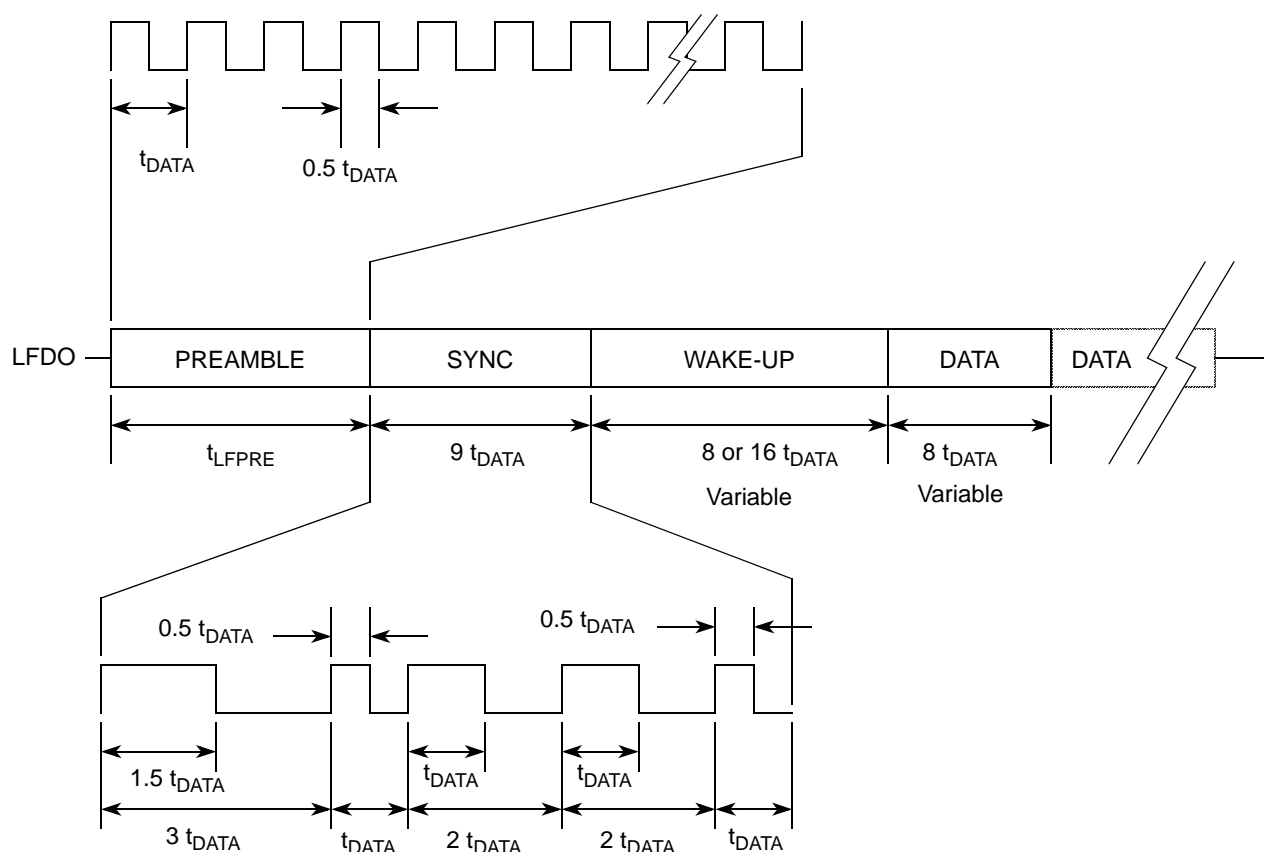 tDATA
0.5 tDATA
LFDO
PREAMBLE
SYNC
WAKE-UP
DATA
DATA
tLFPRE
9 tDATA
8 or 16 tDATA
Variable
8 tDATA
Variable
0.5 tDATA
0.5 tDATA
1.5 tDATA
tDATA
tDATA
3 tDATA
tDATA
2 tDATA
2 tDATA
tDATA